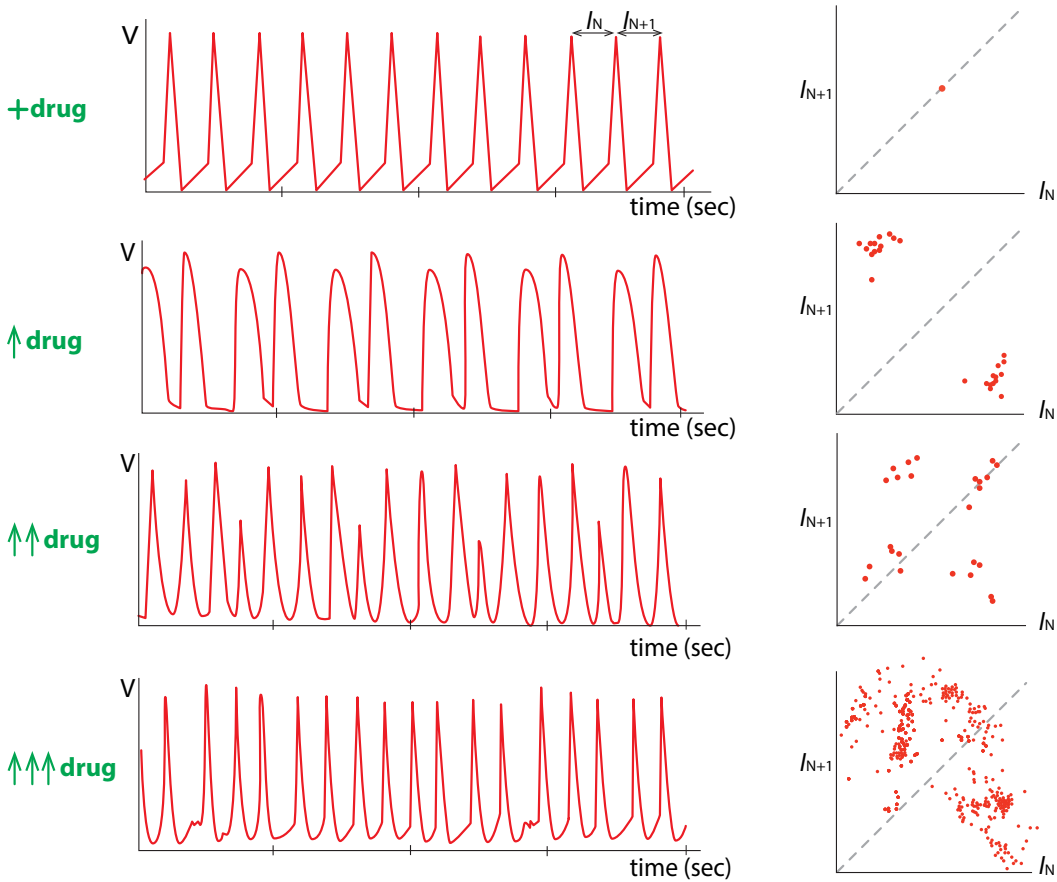 V
I_N I_N+1
+drug
time (sec)
I_N+1
I_N
V
↑ drug
time (sec)
I_N+1
I_N
V
↑↑ drug
time (sec)
I_N+1
I_N
V
↑↑↑ drug
time (sec)
I_N+1
I_N